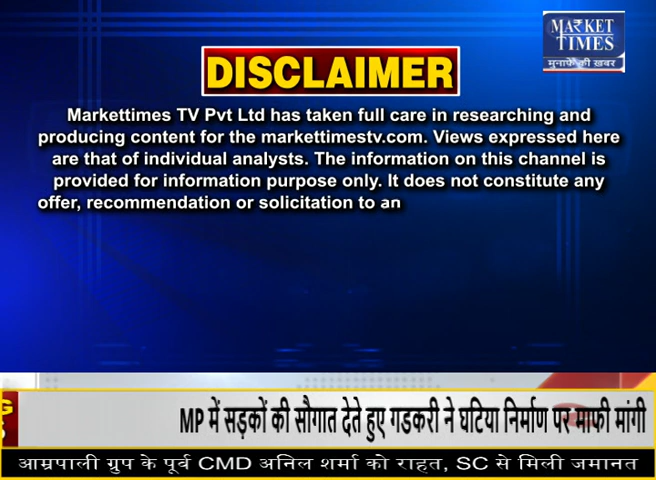 MARKET
TIMES
मुनाफे की खबर
DISCLAIMER
Markettimes TV Pvt Ltd has taken full care in researching and
producing content for the markettimestv.com. Views expressed here
are that of individual analysts. The information on this channel is
provided for information purpose only. It does not constitute any
offer, recommendation or solicitation to an
G
MP में सड़कों की सौगात देते हुए गडकरी ने घटिया निर्माण पर माफी मांगी
आम्रपाली ग्रुप के पूर्व CMD अनिल शर्मा को राहत, SC से मिली जमानत